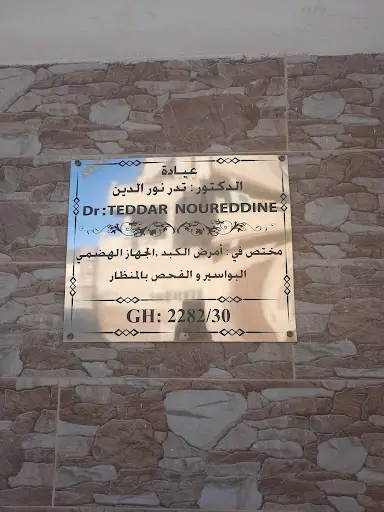 عيادة
الدكتور : تدر نور الدين
Dr:TEDDAR NOUREDDINE
مختص في: أمرض الكبد ,الجهاز الهضمي
البواسير و الفحص بالمنظار
GH: 2282/30